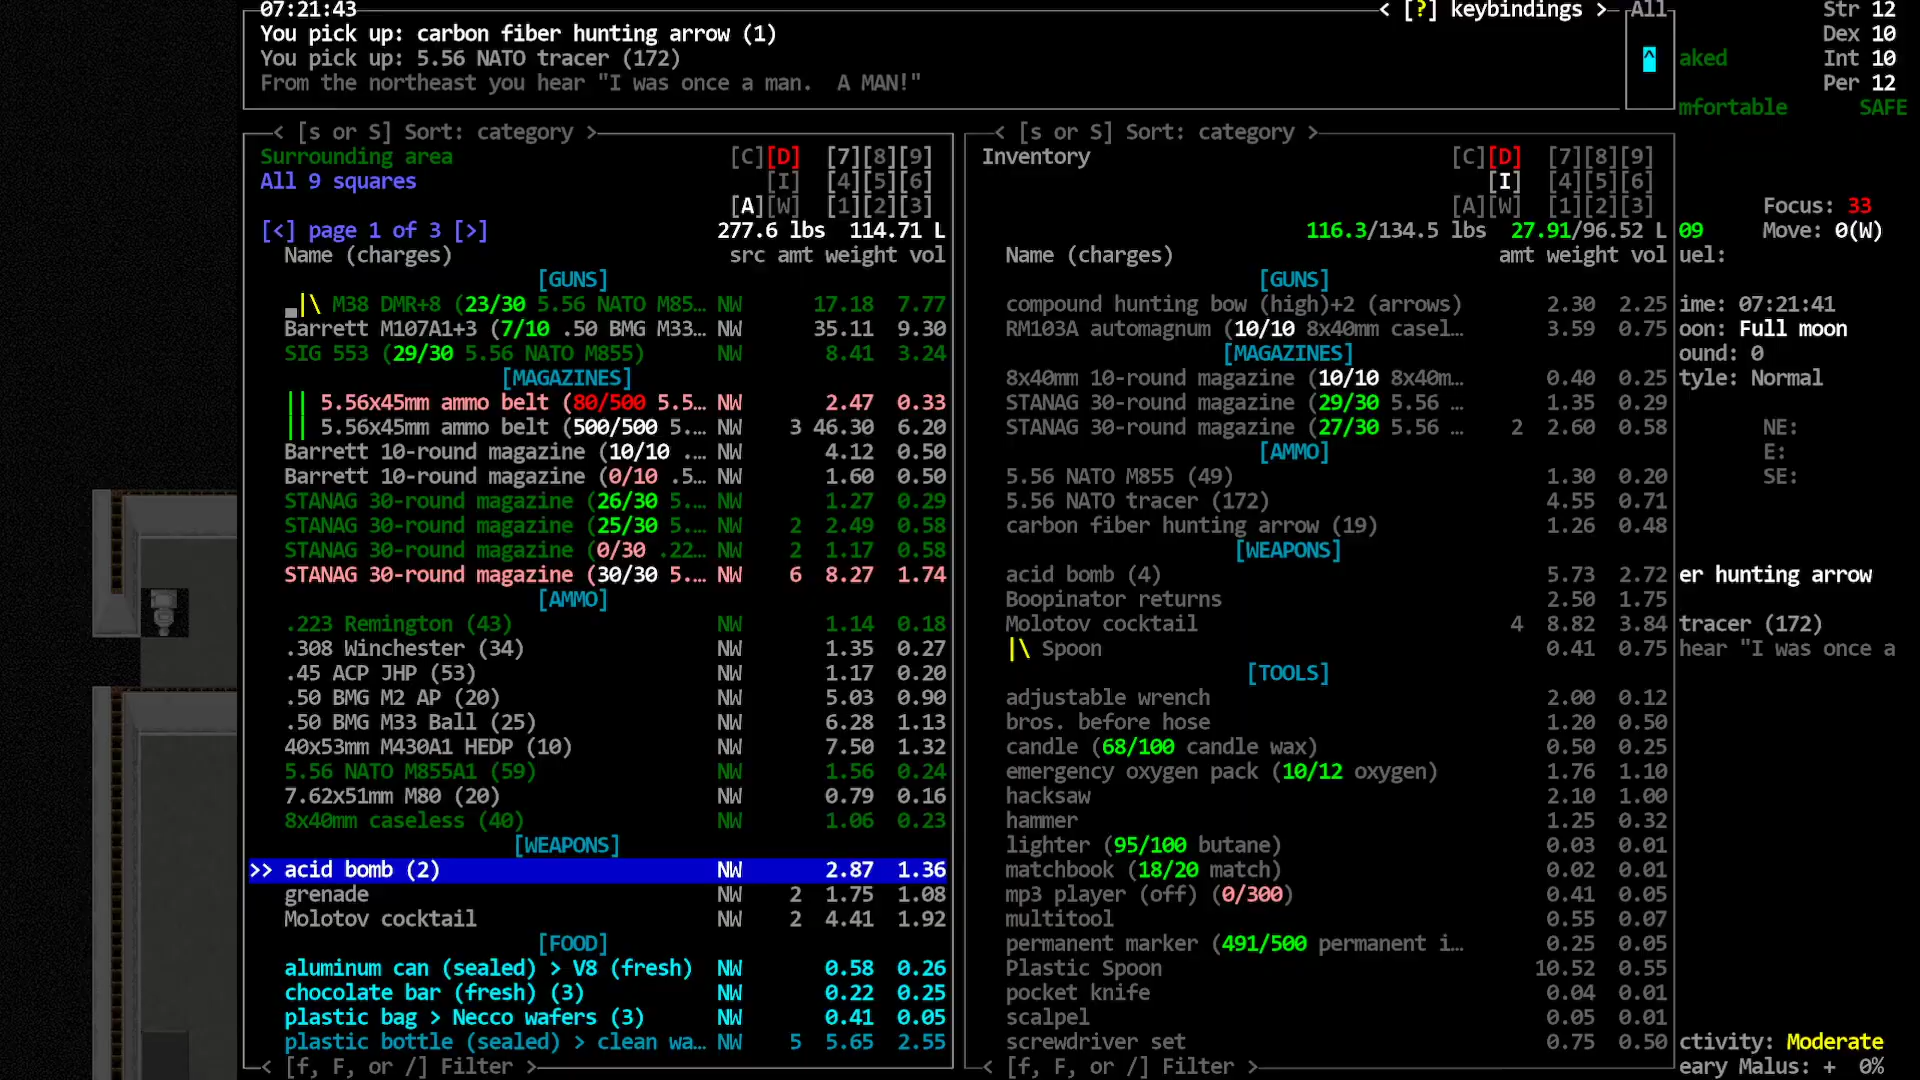 07:21:43
< [?] keybindings >
You pick up: carbon fiber hunting arrow (1)
You pick up: 5.56 NATO tracer (172)
From the northeast you hear "I was once a man.  A MAN!"
All
^
Str 12
Dex 10
aked Int 10
Per 12
mfortable SAFE
< [s or S] Sort: category >
Surrounding area [C][D] [7][8][9]
All 9 squares [I] [4][5][6]
[A][W] [1][2][3]
[<] page 1 of 3 [>] 277.6 lbs 114.71 L
Name (charges) src amt weight vol
[GUNS]
|\ M38 DMR+8 (23/30 5.56 NATO M85… NW 17.18 7.77
Barrett M107A1+3 (7/10 .50 BMG M33… NW 35.11 9.30
SIG 553 (29/30 5.56 NATO M855) NW 8.41 3.24
[MAGAZINES]
|| 5.56x45mm ammo belt (80/500 5.5… NW 2.47 0.33
|| 5.56x45mm ammo belt (500/500 5.… NW 3 46.30 6.20
Barrett 10-round magazine (10/10 .… NW 4.12 0.50
Barrett 10-round magazine (0/10 .5… NW 1.60 0.50
STANAG 30-round magazine (26/30 5.… NW 1.27 0.29
STANAG 30-round magazine (25/30 5.… NW 2 2.49 0.58
STANAG 30-round magazine (0/30 .22… NW 2 1.17 0.58
STANAG 30-round magazine (30/30 5.… NW 6 8.27 1.74
[AMMO]
.223 Remington (43) NW 1.14 0.18
.308 Winchester (34) NW 1.35 0.27
.45 ACP JHP (53) NW 1.17 0.20
.50 BMG M2 AP (20) NW 5.03 0.90
.50 BMG M33 Ball (25) NW 6.28 1.13
40x53mm M430A1 HEDP (10) NW 7.50 1.32
5.56 NATO M855A1 (59) NW 1.56 0.24
7.62x51mm M80 (20) NW 0.79 0.16
8x40mm caseless (40) NW 1.06 0.23
[WEAPONS]
>> acid bomb (2) NW 2.87 1.36
grenade NW 2 1.75 1.08
Molotov cocktail NW 2 4.41 1.92
[FOOD]
aluminum can (sealed) > V8 (fresh) NW 0.58 0.26
chocolate bar (fresh) (3) NW 0.22 0.25
plastic bag > Necco wafers (3) NW 0.41 0.05
plastic bottle (sealed) > clean wa… NW 5 5.65 2.55
< [f, F, or /] Filter >
< [s or S] Sort: category >
Inventory [C][D] [7][8][9]
[I] [4][5][6]
[A][W] [1][2][3]
116.3/134.5 lbs 27.91/96.52 L
Name (charges) amt weight vol
[GUNS]
compound hunting bow (high)+2 (arrows) 2.30 2.25
RM103A automagnum (10/10 8x40mm casel… 3.59 0.75
[MAGAZINES]
8x40mm 10-round magazine (10/10 8x40m… 0.40 0.25
STANAG 30-round magazine (29/30 5.56 … 1.35 0.29
STANAG 30-round magazine (27/30 5.56 … 2 2.60 0.58
[AMMO]
5.56 NATO M855 (49) 1.30 0.20
5.56 NATO tracer (172) 4.55 0.71
carbon fiber hunting arrow (19) 1.26 0.48
[WEAPONS]
acid bomb (4) 5.73 2.72
Boopinator returns 2.50 1.75
Molotov cocktail 4 8.82 3.84
|\ Spoon 0.41 0.75
[TOOLS]
adjustable wrench 2.00 0.12
bros. before hose 1.20 0.50
candle (68/100 candle wax) 0.50 0.25
emergency oxygen pack (10/12 oxygen) 1.76 1.10
hacksaw 2.10 1.00
hammer 1.25 0.32
lighter (95/100 butane) 0.03 0.01
matchbook (18/20 match) 0.02 0.01
mp3 player (off) (0/300) 0.41 0.05
multitool 0.55 0.07
permanent marker (491/500 permanent i… 0.25 0.05
Plastic Spoon 10.52 0.55
pocket knife 0.04 0.01
scalpel 0.05 0.01
screwdriver set 0.75 0.50
< [f, F, or /] Filter >
Focus: 33
09 Move: 0(W)
uel:
ime: 07:21:41
oon: Full moon
ound: 0
tyle: Normal
NE:
E:
SE:
er hunting arrow
tracer (172)
hear "I was once a
ctivity: Moderate
eary Malus: + 0%